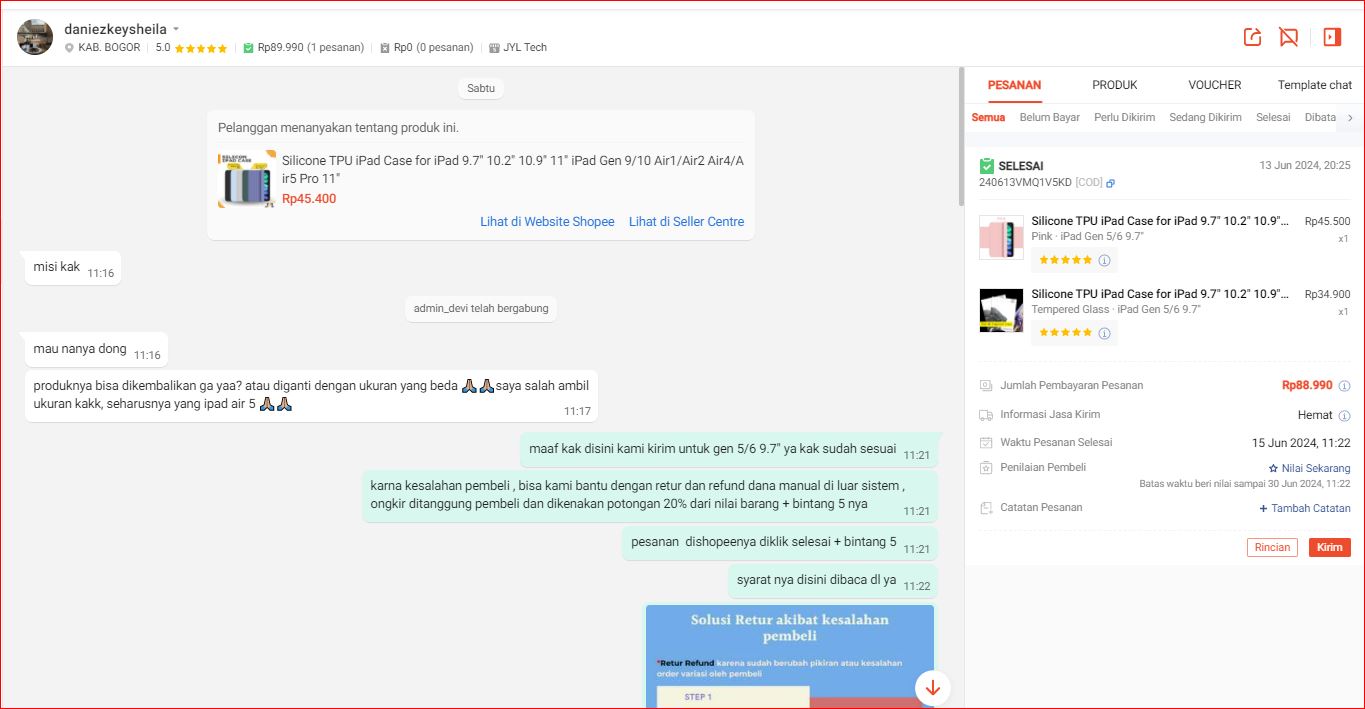 daniezkeysheila
KAB. BOGOR 5.0 Rp89.990 (1 pesanan) Rp0 (0 pesanan) JYL Tech
Sabtu
Pelanggan menanyakan tentang produk ini.
SILICON IPAD CASE
Silicone TPU iPad Case for iPad 9.7" 10.2" 10.9" 11" iPad Gen 9/10 Air1/Air2 Air4/A
ir5 Pro 11"
Rp45.400
Lihat di Website Shopee Lihat di Seller Centre
misi kak 11:16
admin_devi telah bergabung
mau nanya dong 11:16
produknya bisa dikembalikan ga yaa? atau diganti dengan ukuran yang beda 🙏🏽 🙏🏽saya salah ambil
ukuran kakk, seharusnya yang ipad air 5 🙏🏽🙏🏽
11:17
maaf kak disini kami kirim untuk gen 5/6 9.7" ya kak sudah sesuai 11:21
karna kesalahan pembeli , bisa kami bantu dengan retur dan refund dana manual di luar sistem ,
ongkir ditanggung pembeli dan dikenakan potongan 20% dari nilai barang + bintang 5 nya 11:21
pesanan dishopeenya diklik selesai + bintang 5 11:21
syarat nya disini dibaca dl ya 11:22
Solusi Retur akibat kesalahan
pembeli
*Retur Refund karena sudah berubah pikiran atau kesalahan
order variasi oleh pembeli
STEP 1
PESANAN PRODUK VOUCHER Template chat
Semua Belum Bayar Perlu Dikirim Sedang Dikirim Selesai Dibata
SELESAI 13 Jun 2024, 20:25
240613VMQ1V5KD [COD]
Silicone TPU iPad Case for iPad 9.7" 10.2" 10.9"... Rp45.500
Pink · iPad Gen 5/6 9.7" x1
Silicone TPU iPad Case for iPad 9.7" 10.2" 10.9"... Rp34.900
Tempered Glass · iPad Gen 5/6 9.7" x1
Jumlah Pembayaran Pesanan Rp88.990
Informasi Jasa Kirim Hemat
Waktu Pesanan Selesai 15 Jun 2024, 11:22
Penilaian Pembeli Nilai Sekarang
Batas waktu beri nilai sampai 30 Jun 2024, 11:22
Catatan Pesanan + Tambah Catatan
Rincian Kirim